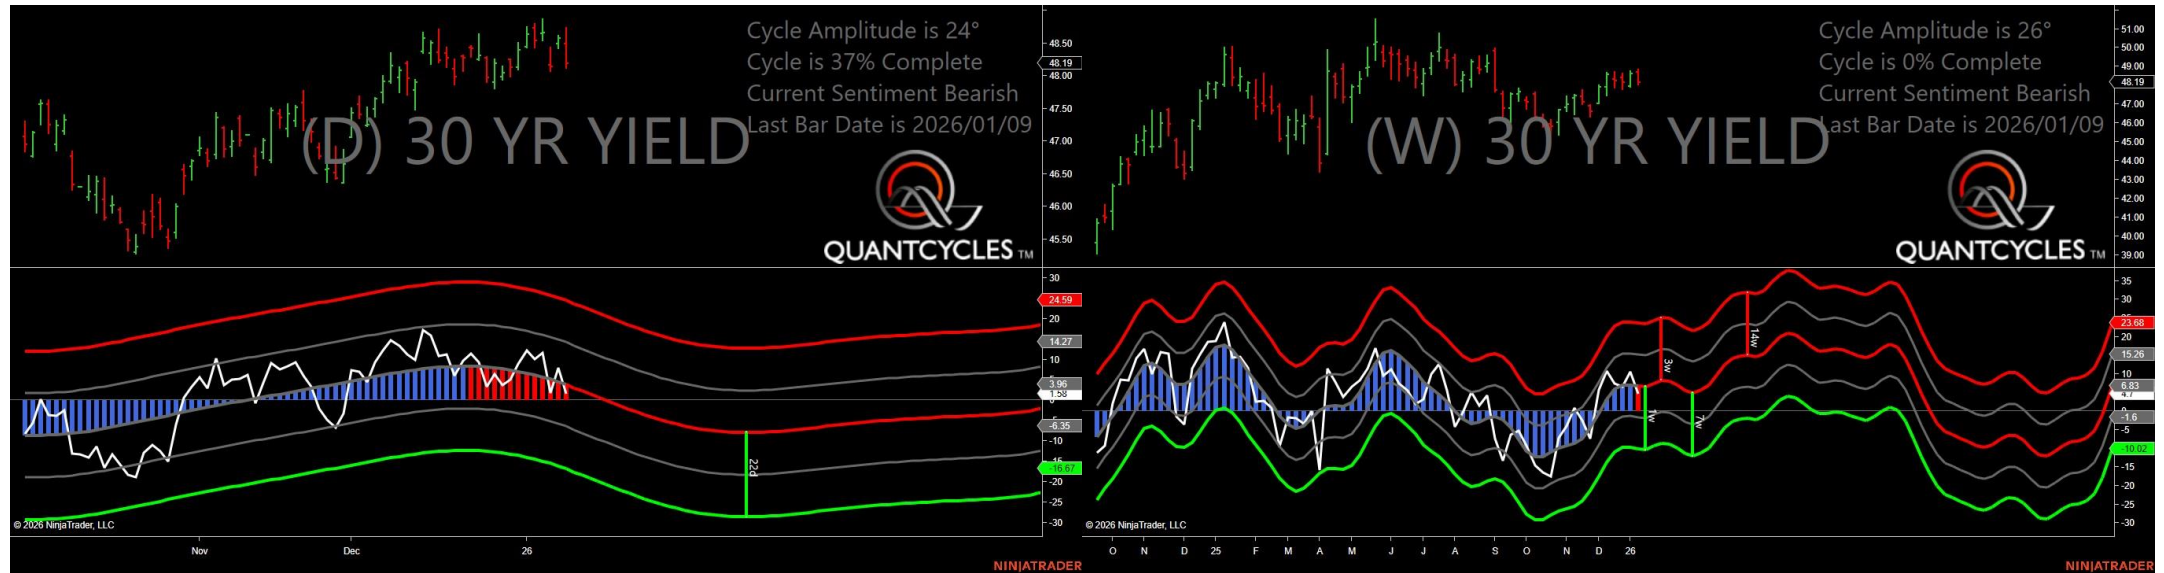 Cycle Amplitude is 24°
Cycle is 37% Complete
Current Sentiment Bearish
Last Bar Date is 2026/01/09
(D) 30 YR YIELD
QUANTCYCLES TM
48.50
48.19
48.00
47.50
47.00
46.50
46.00
45.50
30
24.59
20
14.27
10
3.96
1.58
-6.35
-10
-16.67
-20
-25
-30
22d
© 2026 NinjaTrader, LLC
Nov
Dec
26
NINJATRADER
Cycle Amplitude is 26°
Cycle is 0% Complete
Current Sentiment Bearish
Last Bar Date is 2026/01/09
(W) 30 YR YIELD
QUANTCYCLES TM
51.00
50.00
49.00
48.19
47.00
46.00
45.00
44.00
43.00
42.00
41.00
40.00
39.00
35
30
23.68
20
15.26
10
6.83
4.7
-1.6
-5
-10.02
-15
-20
-25
-30
1w
3w
7w
14w
© 2026 NinjaTrader, LLC
O N D 25 F M A M J J A S O N D 26
NINJATRADER